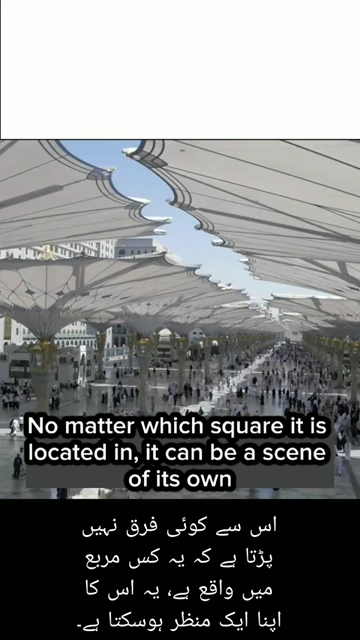 No matter which square it is
located in, it can be a scene
of its own
اس سے کوئی فرق نہیں
پڑتا ہے کہ یہ کس مربع
میں واقع ہے، یہ اس کا
اپنا ایک منظر ہوسکتا ہے۔